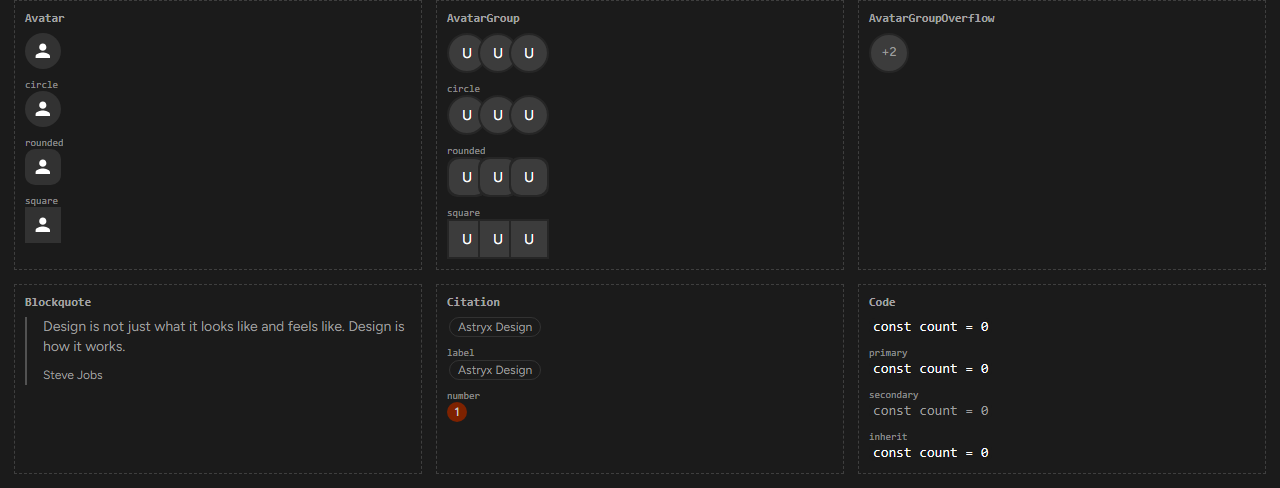 Avatar
circle
rounded
square
AvatarGroup
U U U
circle
U U U
rounded
U U U
square
U U U
AvatarGroupOverflow
+2
Blockquote
Design is not just what it looks like and feels like. Design is
how it works.
Steve Jobs
Citation
Astryx Design
label
Astryx Design
number
1
Code
const count = 0
primary
const count = 0
secondary
const count = 0
inherit
const count = 0